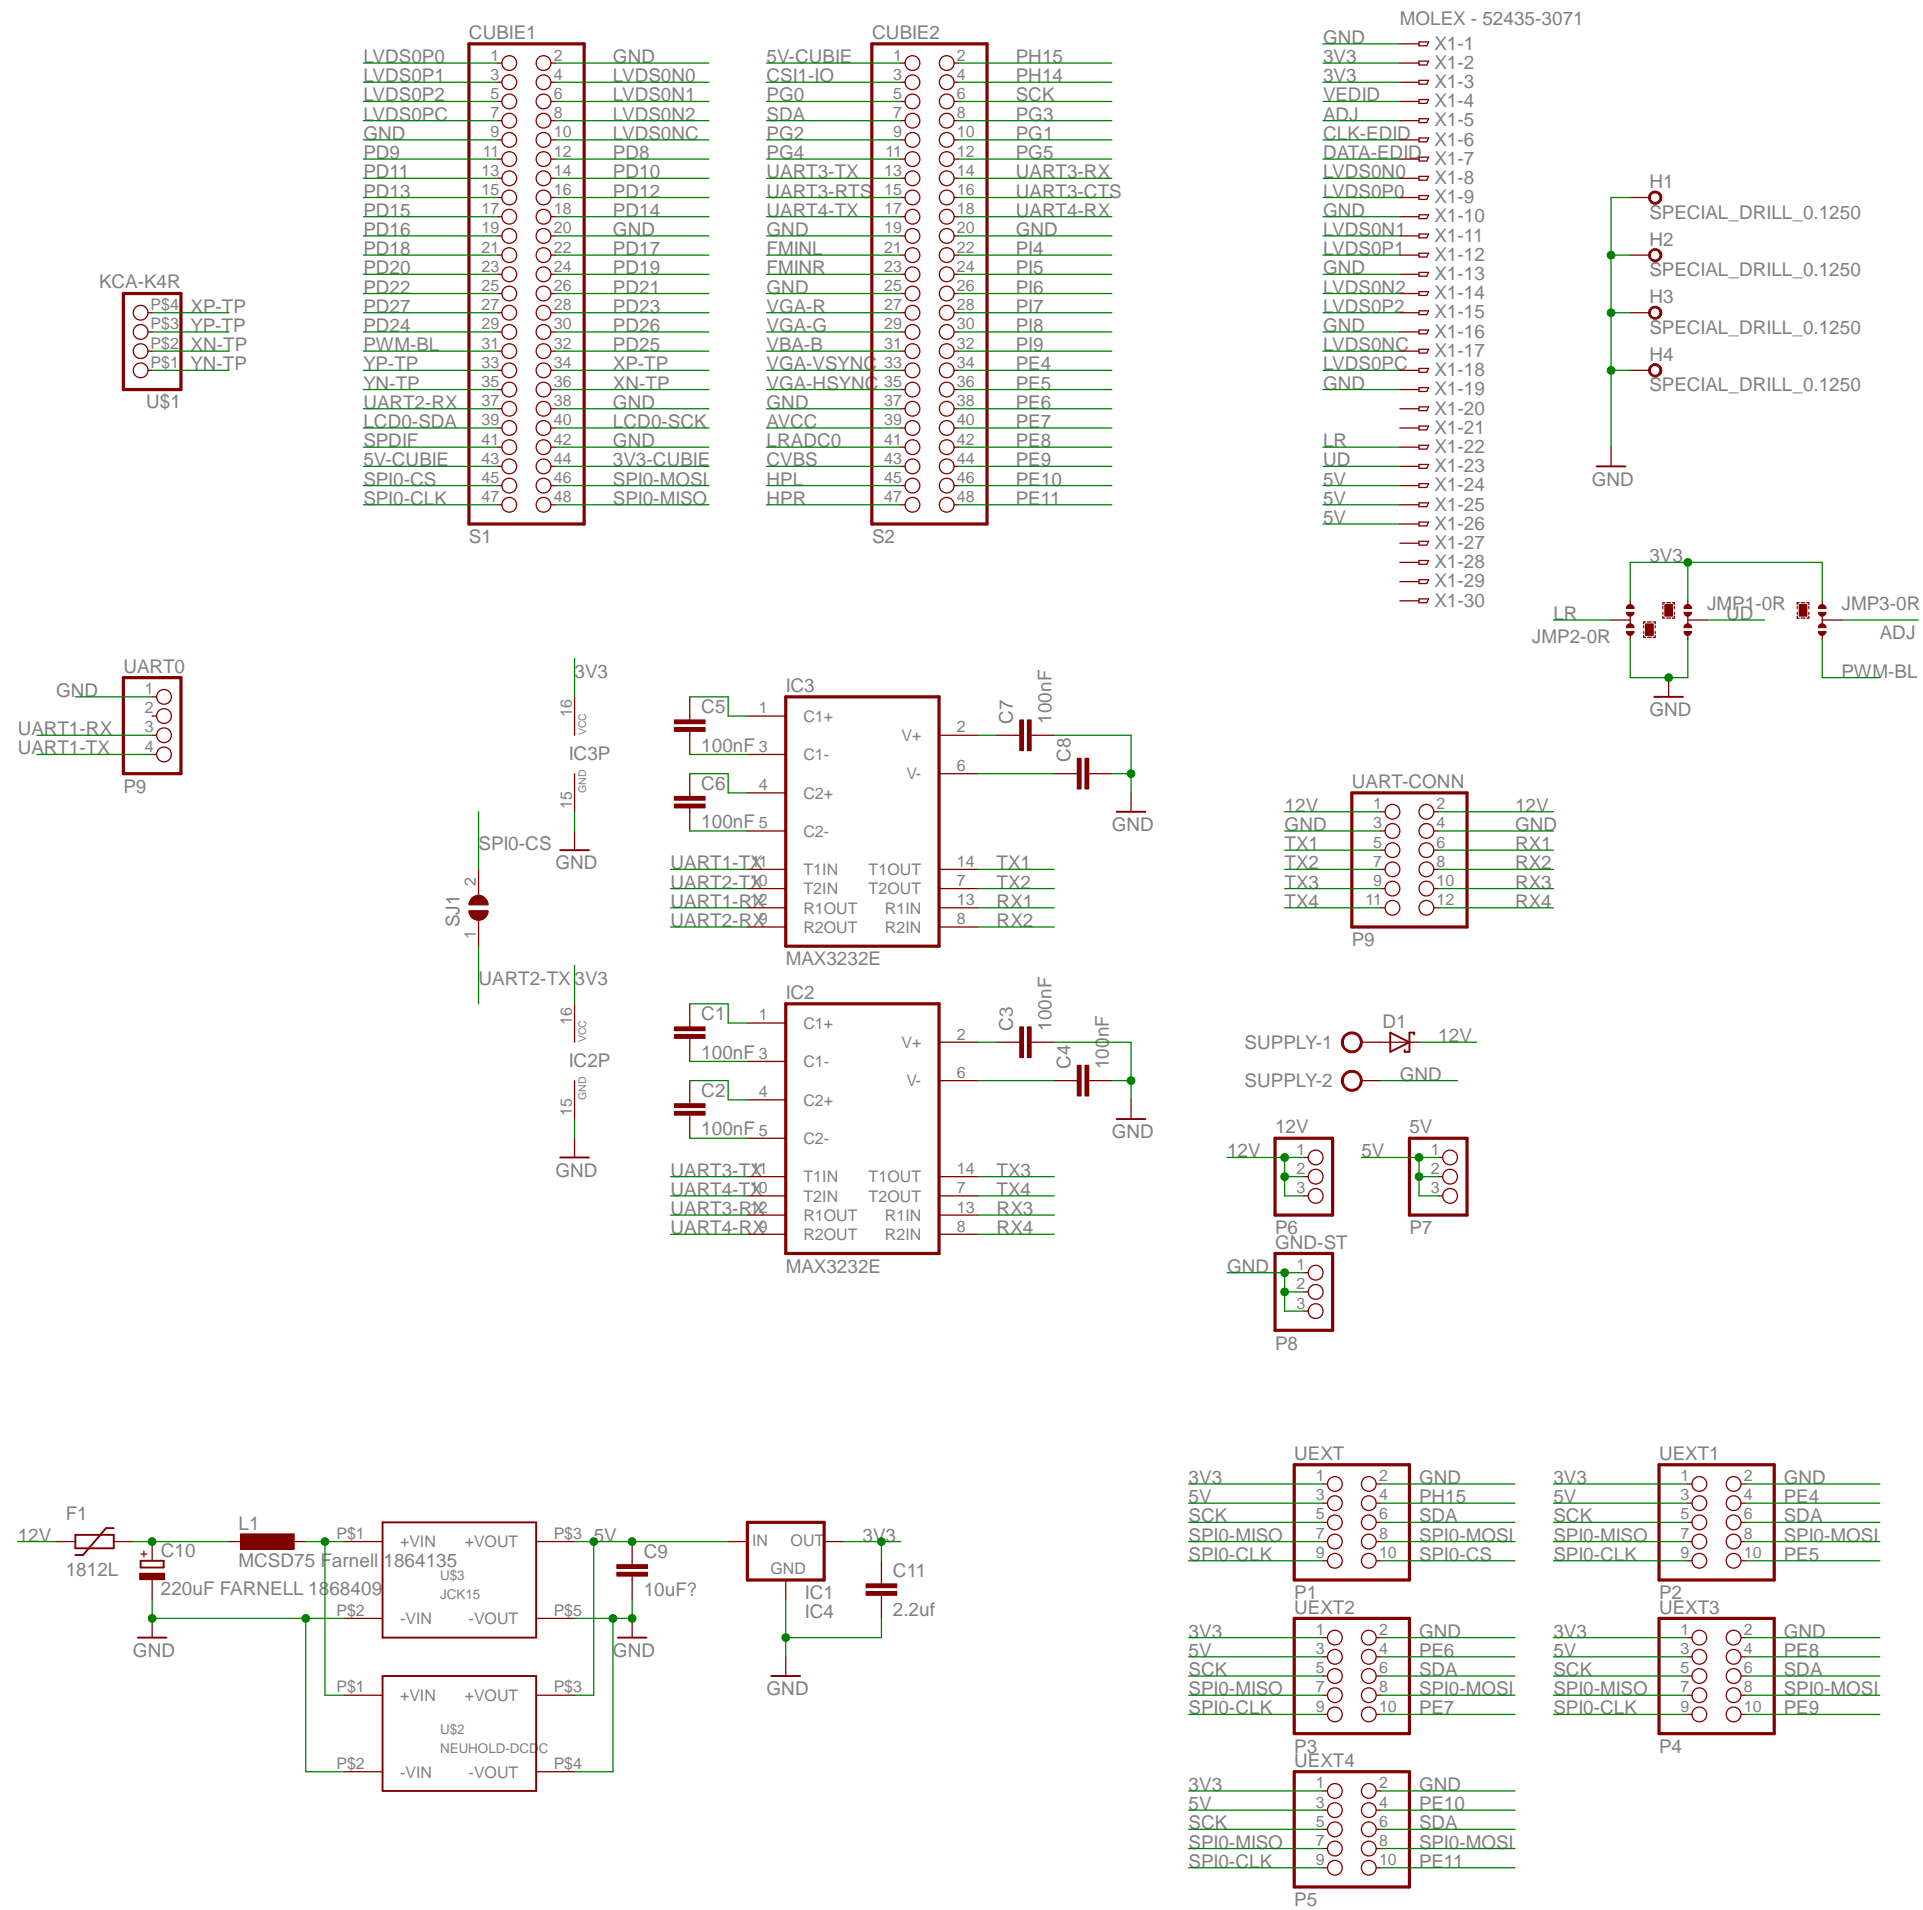 MOLEX - 52435-3071
CUBIE1
LVDS0P0 1 2 GND
LVDS0P1 3 4 LVDS0N0
LVDS0P2 5 6 LVDS0N1
LVDS0PC 7 8 LVDS0N2
GND 9 10 LVDS0NC
PD9 11 12 PD8
PD11 13 14 PD10
PD13 15 16 PD12
PD15 17 18 PD14
PD16 19 20 GND
PD18 21 22 PD17
PD20 23 24 PD19
PD22 25 26 PD21
PD27 27 28 PD23
PD24 29 30 PD26
PWM-BL 31 32 PD25
YP-TP 33 34 XP-TP
YN-TP 35 36 XN-TP
UART2-RX 37 38 GND
LCD0-SDA 39 40 LCD0-SCK
SPDIF 41 42 GND
5V-CUBIE 43 44 3V3-CUBIE
SPI0-CS 45 46 SPI0-MOSI
SPI0-CLK 47 48 SPI0-MISO
S1
CUBIE2
5V-CUBIE 1 2 PH15
CSI1-IO 3 4 PH14
PG0 5 6 SCK
SDA 7 8 PG3
PG2 9 10 PG1
PG4 11 12 PG5
UART3-TX 13 14 UART3-RX
UART3-RTS 15 16 UART3-CTS
UART4-TX 17 18 UART4-RX
GND 19 20 GND
FMINL 21 22 PI4
FMINR 23 24 PI5
GND 25 26 PI6
VGA-R 27 28 PI7
VGA-G 29 30 PI8
VBA-B 31 32 PI9
VGA-VSYNC 33 34 PE4
VGA-HSYNC 35 36 PE5
GND 37 38 PE6
AVCC 39 40 PE7
LRADC0 41 42 PE8
CVBS 43 44 PE9
HPL 45 46 PE10
HPR 47 48 PE11
S2
GND X1-1
3V3 X1-2
3V3 X1-3
VEDID X1-4
ADJ X1-5
CLK-EDID X1-6
DATA-EDID X1-7
LVDS0N0 X1-8
LVDS0P0 X1-9
GND X1-10
LVDS0N1 X1-11
LVDS0P1 X1-12
GND X1-13
LVDS0N2 X1-14
LVDS0P2 X1-15
GND X1-16
LVDS0NC X1-17
LVDS0PC X1-18
GND X1-19
X1-20
X1-21
LR X1-22
UD X1-23
5V X1-24
5V X1-25
5V X1-26
X1-27
X1-28
X1-29
X1-30
H1
SPECIAL_DRILL_0.1250
H2
SPECIAL_DRILL_0.1250
H3
SPECIAL_DRILL_0.1250
H4
SPECIAL_DRILL_0.1250
GND
KCA-K4R
P$4 XP-TP
P$3 YP-TP
P$2 XN-TP
P$1 YN-TP
U$1
3V3
LR
JMP2-0R
JMP1-0R
UD
JMP3-0R
ADJ
PWM-BL
GND
UART0
GND 1
2
UART1-RX 3
UART1-TX 4
P9
3V3
16 VCC
IC3P
15 GND
GND
SPI0-CS
2
SJ1
1
UART2-TX
IC3
C5 1 C1+
100nF 3 C1-
C6 4 C2+
100nF 5 C2-
V+ 2 C7 100nF
V- 6 C8
GND
UART1-TX 11 T1IN T1OUT 14 TX1
UART2-TX 10 T2IN T2OUT 7 TX2
UART1-RX 12 R1OUT R1IN 13 RX1
UART2-RX 9 R2OUT R2IN 8 RX2
MAX3232E
3V3
16 VCC
IC2P
15 GND
GND
IC2
C1 1 C1+
100nF 3 C1-
C2 4 C2+
100nF 5 C2-
V+ 2 C3 100nF
V- 6 C4 100nF
GND
UART3-TX 11 T1IN T1OUT 14 TX3
UART4-TX 10 T2IN T2OUT 7 TX4
UART3-RX 12 R1OUT R1IN 13 RX3
UART4-RX 9 R2OUT R2IN 8 RX4
MAX3232E
UART-CONN
12V 1 2 12V
GND 3 4 GND
TX1 5 6 RX1
TX2 7 8 RX2
TX3 9 10 RX3
TX4 11 12 RX4
P9
SUPPLY-1 D1 12V
SUPPLY-2 GND
12V
12V 1
2
3
P6
5V
5V 1
2
3
P7
GND-ST
GND 1
2
3
P8
12V
F1
1812L
+
C10
220uF FARNELL 1868409
GND
L1
MCSD75 Farnell 1864135
P$1 +VIN +VOUT P$3 5V
U$3
JCK15
P$2 -VIN -VOUT P$5
P$1 +VIN +VOUT P$3
U$2
NEUHOLD-DCDC
P$2 -VIN -VOUT P$4
C9
10uF?
GND
IN OUT
GND
IC1
IC4
3V3
C11
2.2uf
GND
UEXT
3V3 1 2 GND
5V 3 4 PH15
SCK 5 6 SDA
SPI0-MISO 7 8 SPI0-MOSI
SPI0-CLK 9 10 SPI0-CS
P1
UEXT1
3V3 1 2 GND
5V 3 4 PE4
SCK 5 6 SDA
SPI0-MISO 7 8 SPI0-MOSI
SPI0-CLK 9 10 PE5
P2
UEXT2
3V3 1 2 GND
5V 3 4 PE6
SCK 5 6 SDA
SPI0-MISO 7 8 SPI0-MOSI
SPI0-CLK 9 10 PE7
P3
UEXT3
3V3 1 2 GND
5V 3 4 PE8
SCK 5 6 SDA
SPI0-MISO 7 8 SPI0-MOSI
SPI0-CLK 9 10 PE9
P4
UEXT4
3V3 1 2 GND
5V 3 4 PE10
SCK 5 6 SDA
SPI0-MISO 7 8 SPI0-MOSI
SPI0-CLK 9 10 PE11
P5